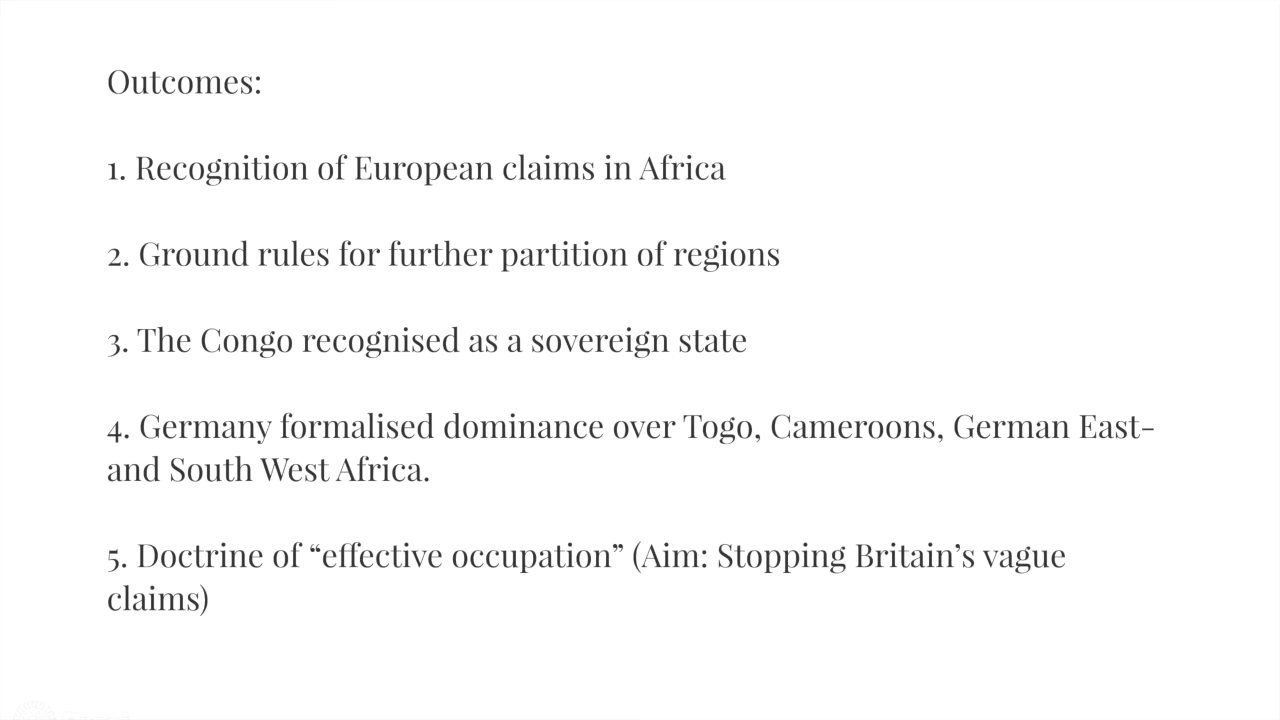 Outcomes:
1. Recognition of European claims in Africa
2. Ground rules for further partition of regions
3. The Congo recognised as a sovereign state
4. Germany formalised dominance over Togo, Cameroons, German East-
and South West Africa.
5. Doctrine of “effective occupation” (Aim: Stopping Britain’s vague
claims)